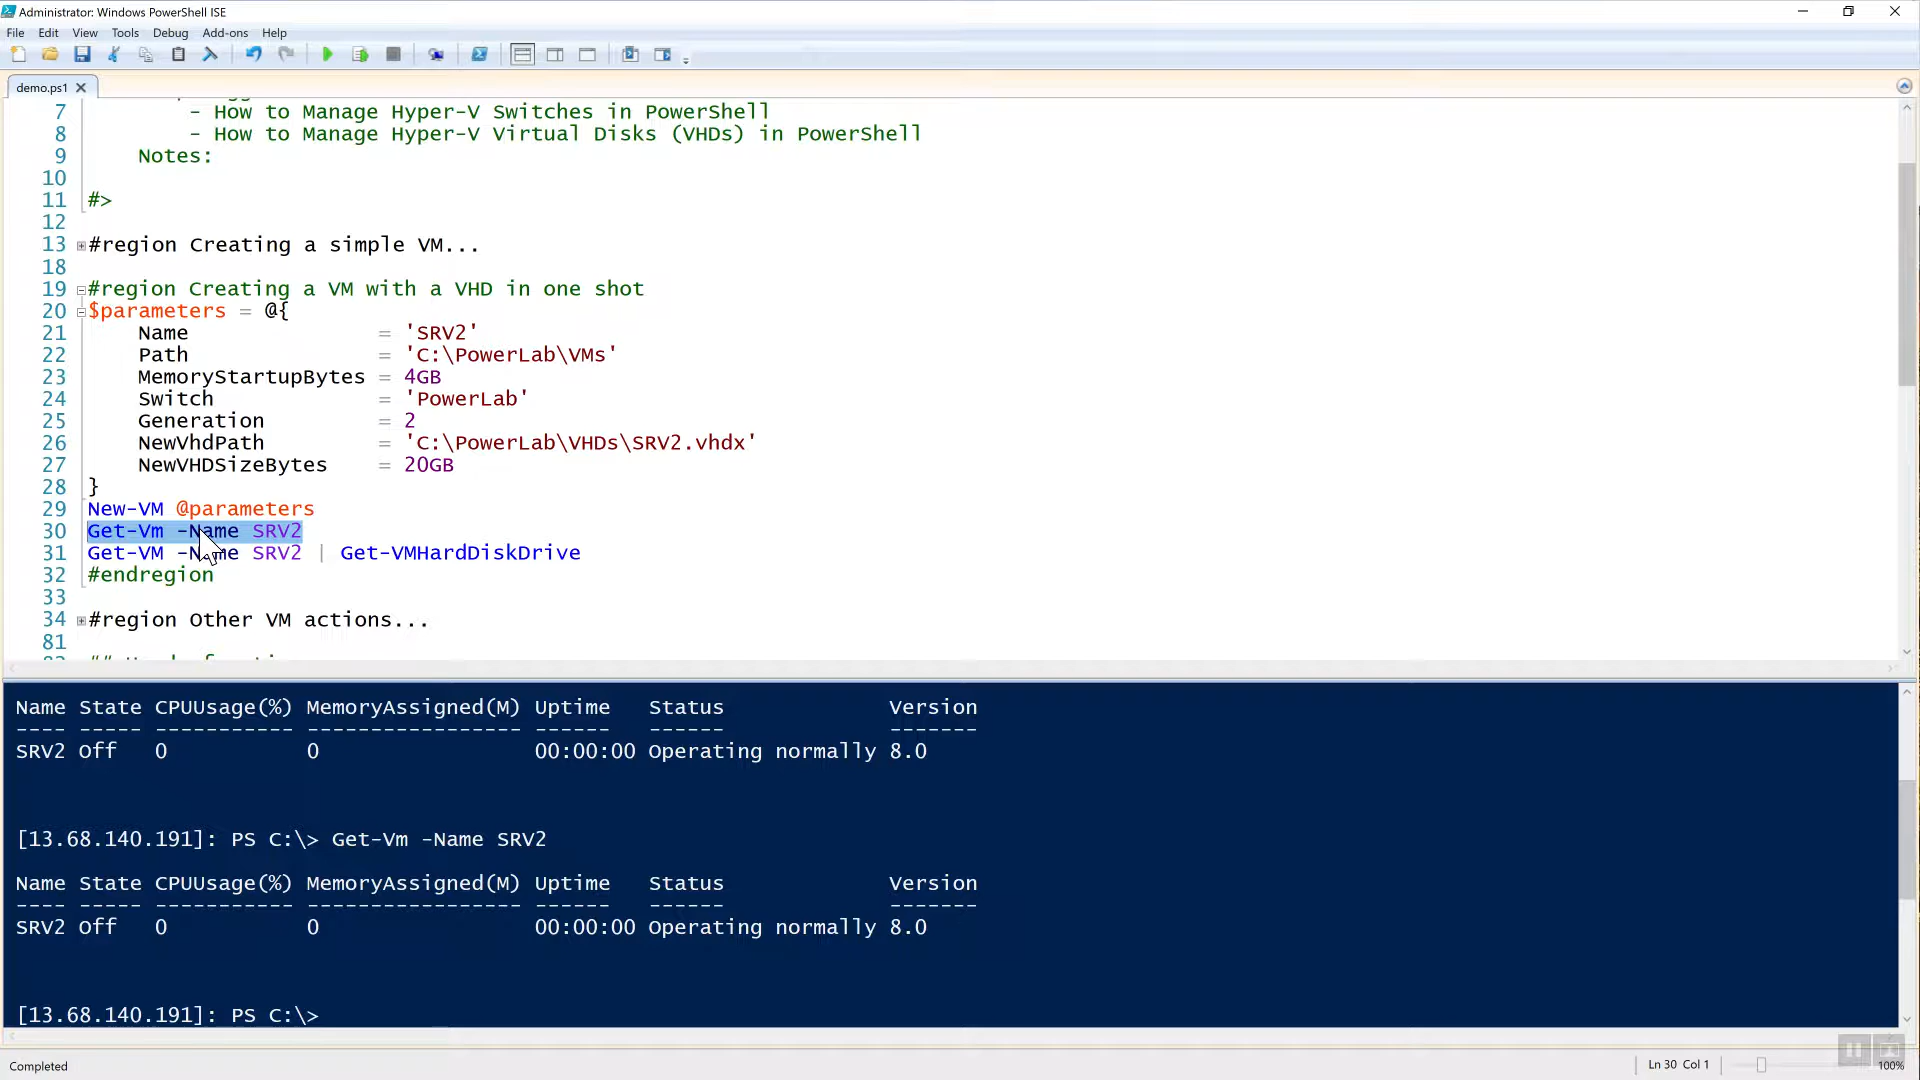 Administrator: Windows PowerShell ISE
File Edit View Tools Debug Add-ons Help
demo.ps1
7 - How to Manage Hyper-V Switches in PowerShell
8 - How to Manage Hyper-V Virtual Disks (VHDs) in PowerShell
9 Notes:
10
11 #>
12
13 #region Creating a simple VM...
18
19 #region Creating a VM with a VHD in one shot
20 $parameters = @{
21 Name = 'SRV2'
22 Path = 'C:\PowerLab\VMs'
23 MemoryStartupBytes = 4GB
24 Switch = 'PowerLab'
25 Generation = 2
26 NewVhdPath = 'C:\PowerLab\VHDs\SRV2.vhdx'
27 NewVHDSizeBytes = 20GB
28 }
29 New-VM @parameters
30 Get-Vm -Name SRV2
31 Get-VM -Name SRV2 | Get-VMHardDiskDrive
32 #endregion
33
34 #region Other VM actions...
81
Name State CPUUsage(%) MemoryAssigned(M) Uptime Status Version
---- ----- ----------- ----------------- ------ ------ -------
SRV2 Off 0 0 00:00:00 Operating normally 8.0
[13.68.140.191]: PS C:\> Get-Vm -Name SRV2
Name State CPUUsage(%) MemoryAssigned(M) Uptime Status Version
---- ----- ----------- ----------------- ------ ------ -------
SRV2 Off 0 0 00:00:00 Operating normally 8.0
[13.68.140.191]: PS C:\>
Completed
Ln 30 Col 1
100%